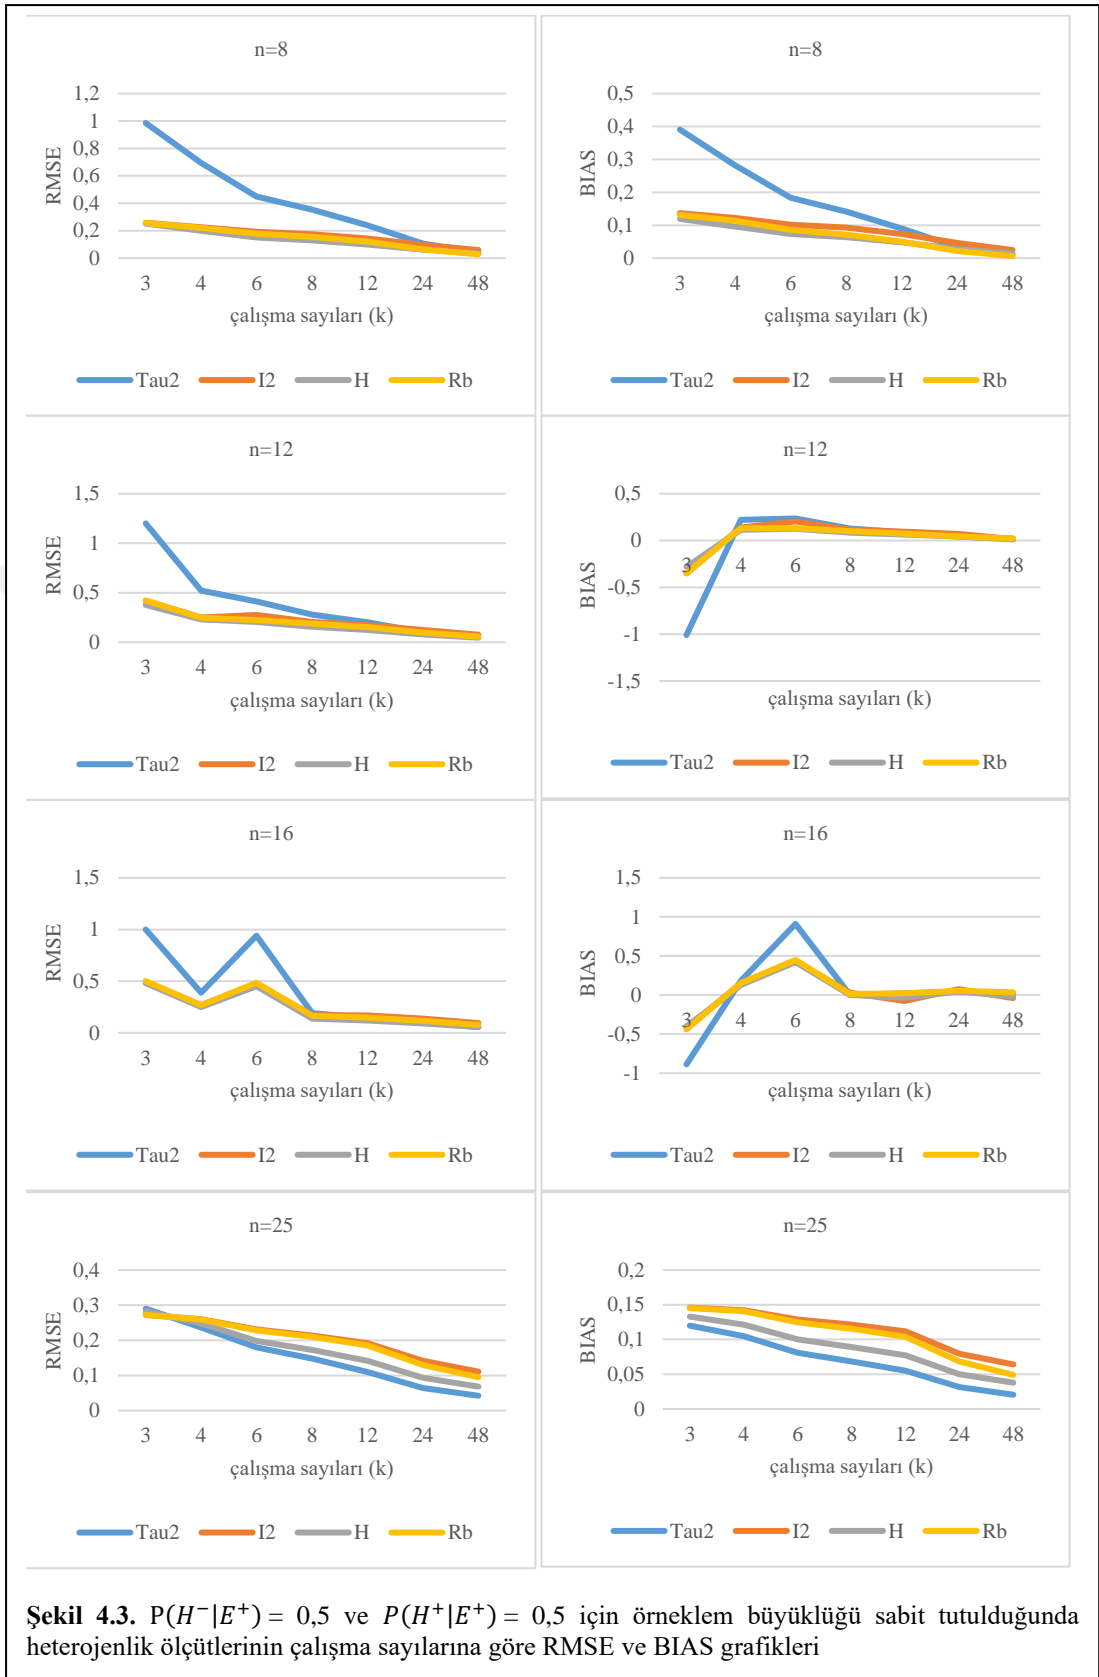 n=8
1,2
1
0,8
0,6
0,4
0,2
0
RMSE
3 4 6 8 12 24 48
çalışma sayıları (k)
Tau2 I2 H Rb
n=8
0,5
0,4
0,3
0,2
0,1
0
BIAS
3 4 6 8 12 24 48
çalışma sayıları (k)
Tau2 I2 H Rb
n=12
1,5
1
0,5
0
RMSE
3 4 6 8 12 24 48
çalışma sayıları (k)
Tau2 I2 H Rb
n=12
0,5
0
-0,5
-1
-1,5
BIAS
3 4 6 8 12 24 48
çalışma sayıları (k)
Tau2 I2 H Rb
n=16
1,5
1
0,5
0
RMSE
3 4 6 8 12 24 48
çalışma sayıları (k)
Tau2 I2 H Rb
n=16
1,5
1
0,5
0
-0,5
-1
BIAS
3 4 6 8 12 24 48
çalışma sayıları (k)
Tau2 I2 H Rb
n=25
0,4
0,3
0,2
0,1
0
RMSE
3 4 6 8 12 24 48
çalışma sayıları (k)
Tau2 I2 H Rb
n=25
0,2
0,15
0,1
0,05
0
BIAS
3 4 6 8 12 24 48
çalışma sayıları (k)
Tau2 I2 H Rb
Şekil 4.3. P(H⁻|E⁺) = 0,5 ve P(H⁺|E⁺) = 0,5 için örneklem büyüklüğü sabit tutulduğunda
heterojenlik ölçütlerinin çalışma sayılarına göre RMSE ve BIAS grafikleri